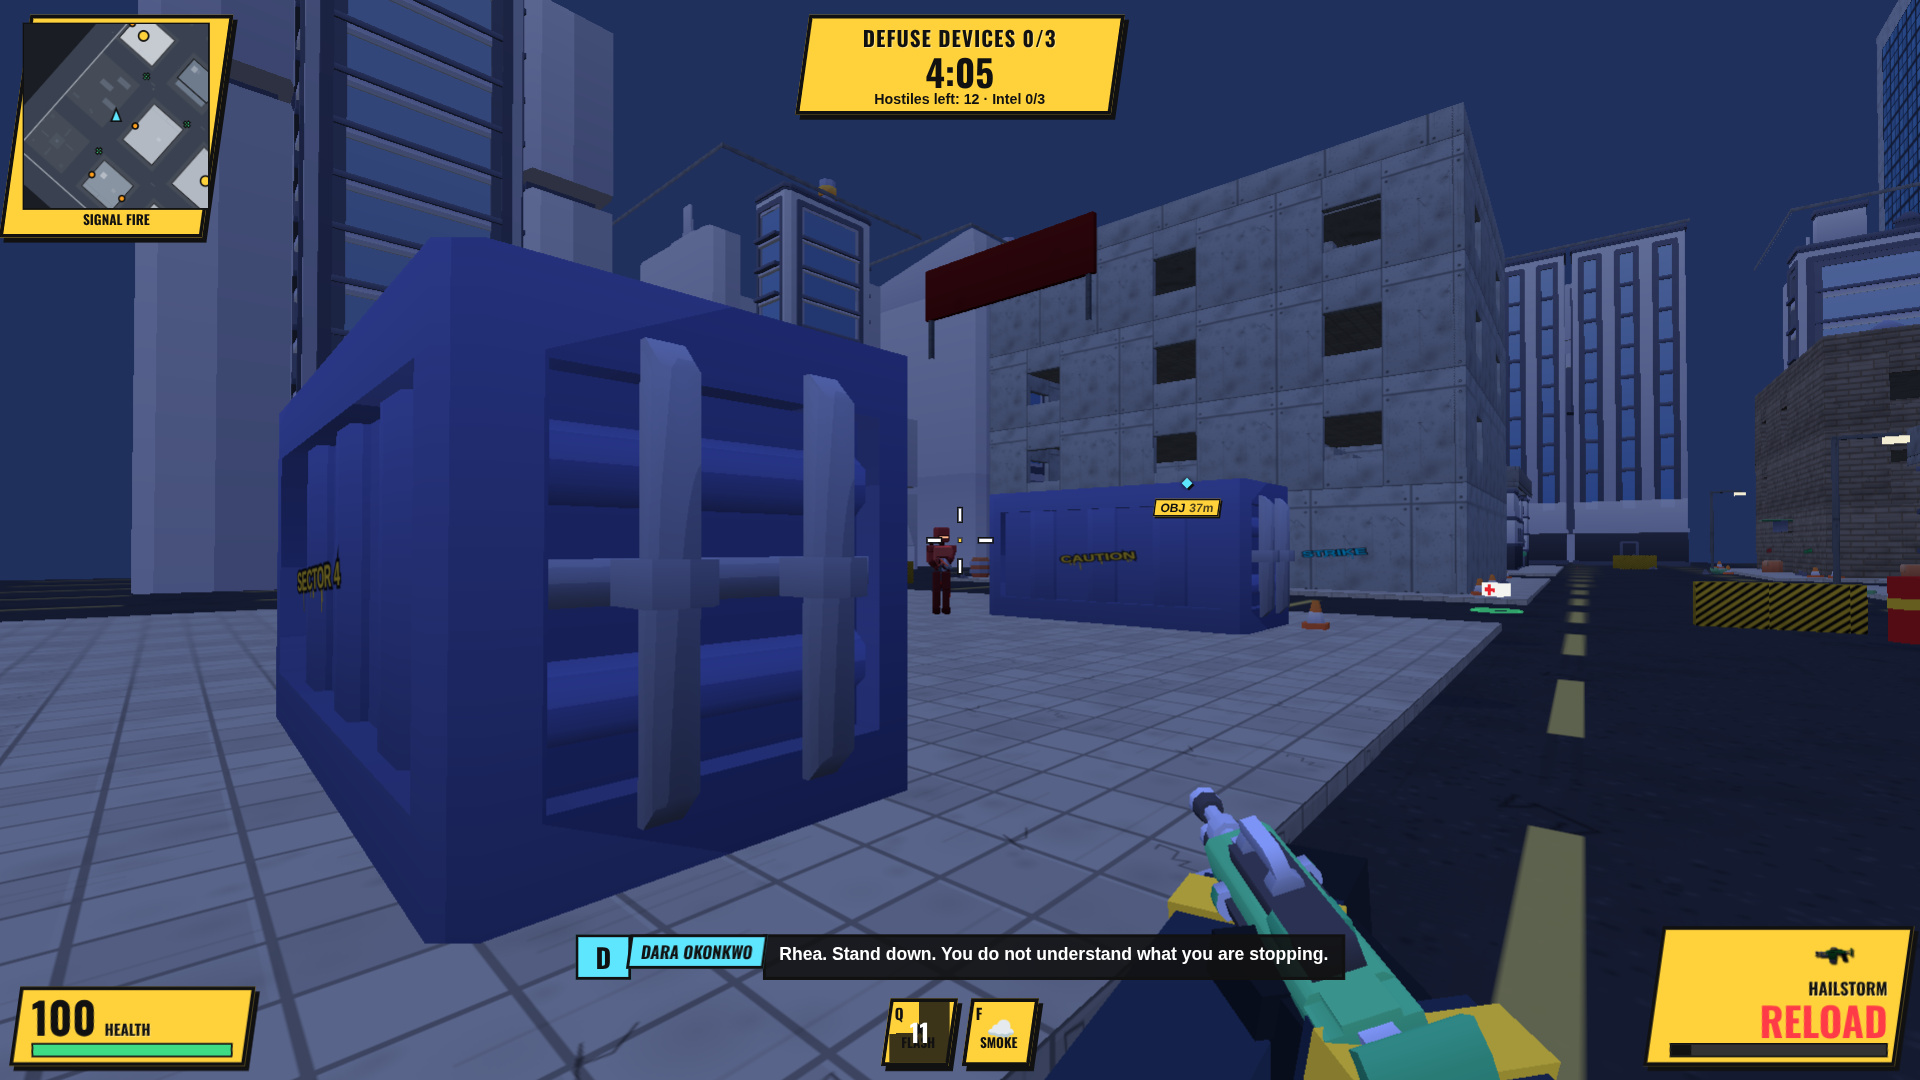 SIGNAL FIRE
DEFUSE DEVICES 0/3
4:05
Hostiles left: 12 · Intel 0/3
OBJ 37m
CAUTION
STRIKE
SECTOR 4
D DARA OKONKWO Rhea. Stand down. You do not understand what you are stopping.
100 HEALTH
Q
11
FLASH
F
SMOKE
HAILSTORM
RELOAD